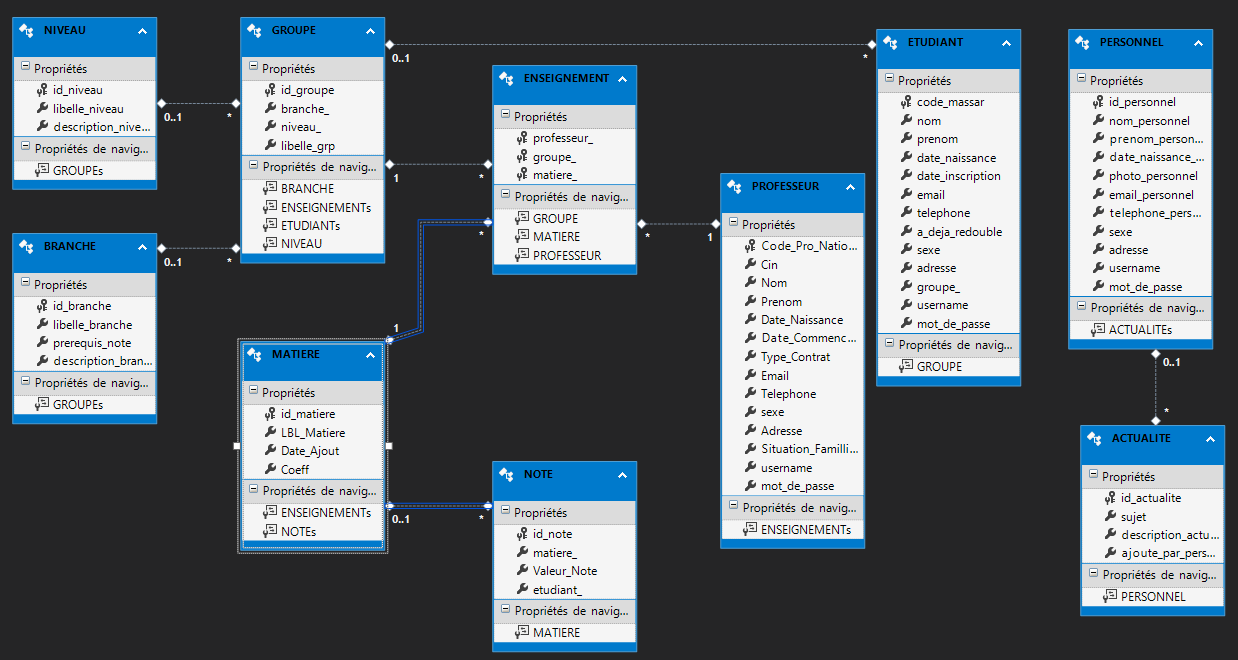 NIVEAU
Propriétés
id_niveau
libelle_niveau
description_nive...
Propriétés de navig...
GROUPEs
0..1
*
BRANCHE
Propriétés
id_branche
libelle_branche
prerequis_note
description_bran...
Propriétés de navig...
GROUPEs
0..1
*
GROUPE
Propriétés
id_groupe
branche_
niveau_
libelle_grp
Propriétés de navig...
BRANCHE
ENSEIGNEMENTs
ETUDIANTs
NIVEAU
0..1
*
1
*
MATIERE
Propriétés
id_matiere
LBL_Matiere
Date_Ajout
Coeff
Propriétés de navig...
ENSEIGNEMENTs
NOTEs
1
*
0..1
*
ENSEIGNEMENT
Propriétés
professeur_
groupe_
matiere_
Propriétés de navig...
GROUPE
MATIERE
PROFESSEUR
*
1
NOTE
Propriétés
id_note
matiere_
Valeur_Note
etudiant_
Propriétés de navig...
MATIERE
PROFESSEUR
Propriétés
Code_Pro_Natio...
Cin
Nom
Prenom
Date_Naissance
Date_Commenc...
Type_Contrat
Email
Telephone
sexe
Adresse
Situation_Familli...
username
mot_de_passe
Propriétés de navig...
ENSEIGNEMENTs
ETUDIANT
Propriétés
code_massar
nom
prenom
date_naissance
date_inscription
email
telephone
a_deja_redouble
sexe
adresse
groupe_
username
mot_de_passe
Propriétés de navig...
GROUPE
PERSONNEL
Propriétés
id_personnel
nom_personnel
prenom_person...
date_naissance_...
photo_personnel
email_personnel
telephone_pers...
sexe
adresse
username
mot_de_passe
Propriétés de navig...
ACTUALITEs
0..1
*
ACTUALITE
Propriétés
id_actualite
sujet
description_actu...
ajoute_par_pers...
Propriétés de navig...
PERSONNEL